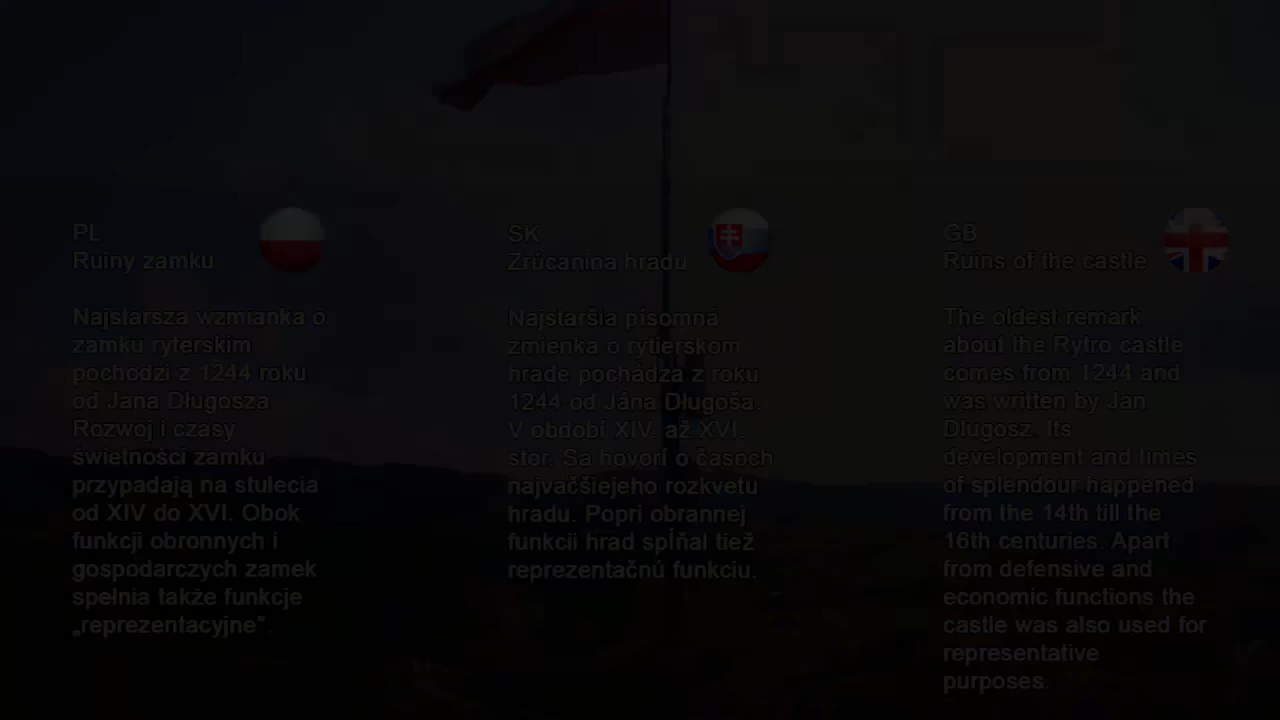 PL
Ruiny zamku
Najstarsza wzmianka o
zamku ryterskim
pochodzi z 1244 roku
od Jana Długosza
Rozwój i czasy
świetności zamku
przypadają na stulecia
od XIV do XVI. Obok
funkcji obronnych i
gospodarczych zamek
spełnia także funkcje
„reprezentacyjne”.
SK
Zrúcanina hradu
Najstaršia písomná
zmienka o rytierskom
hrade pochádza z roku
1244 od Jána Długoša.
V období XIV. až XVI.
stor. Sa hovorí o časoch
najväčšiejeho rozkvetu
hradu. Popri obrannej
funkcii hrad spĺňal tiež
reprezentačnú funkciu.
GB
Ruins of the castle
The oldest remark
about the Rytro castle
comes from 1244 and
was written by Jan
Dlugosz. Its
development and times
of splendour happened
from the 14th till the
16th centuries. Apart
from defensive and
economic functions the
castle was also used for
representative
purposes.